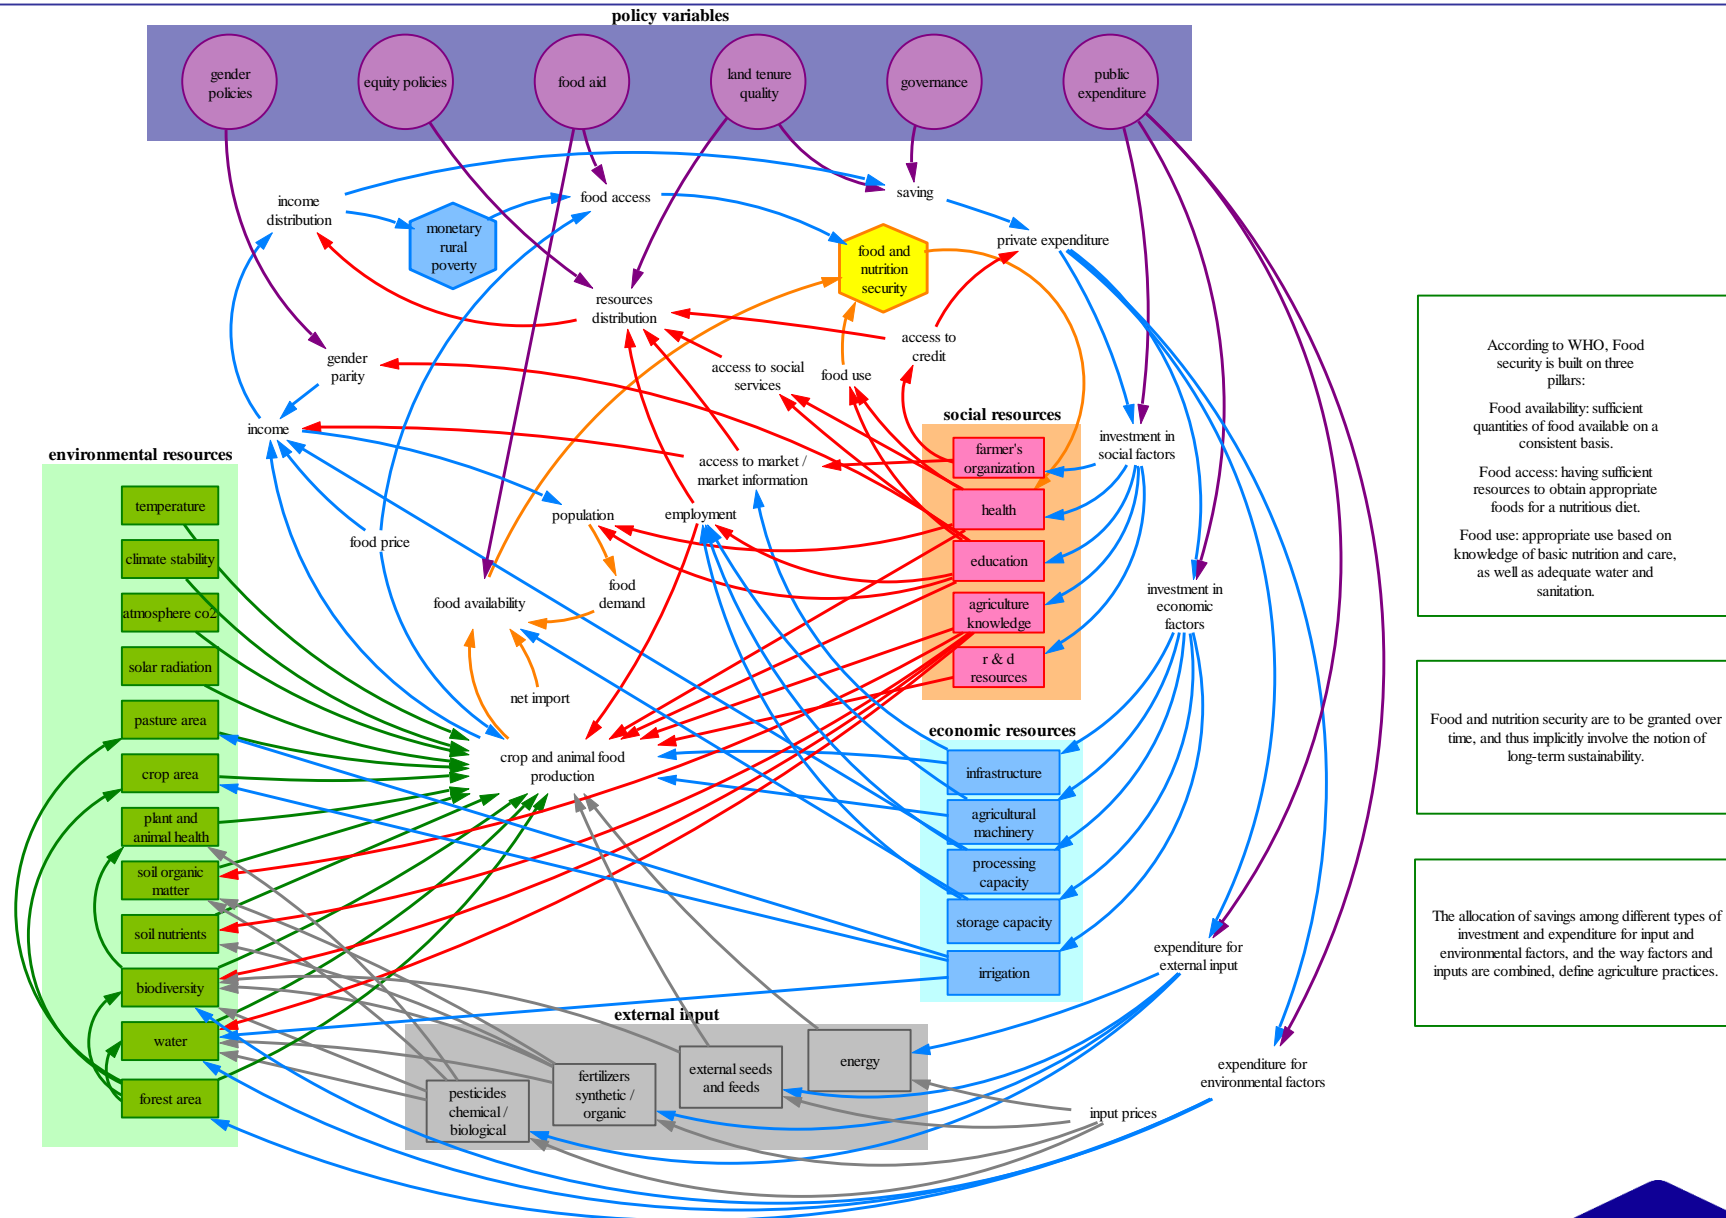 policy variables
gender
policies
equity policies
food aid
land tenure
quality
governance
public
expenditure
income
distribution
monetary
rural
poverty
food access
saving
private expenditure
food and
nutrition
security
resources
distribution
gender
parity
access to social
services
food use
access to
credit
income
access to market /
market information
employment
population
food price
food
demand
food availability
net import
crop and animal food
production
environmental resources
temperature
climate stability
atmosphere co2
solar radiation
pasture area
crop area
plant and
animal health
soil organic
matter
soil nutrients
biodiversity
water
forest area
social resources
farmer's
organization
health
education
agriculture
knowledge
r & d
resources
investment in
social factors
investment in
economic
factors
economic resources
infrastructure
agricultural
machinery
processing
capacity
storage capacity
irrigation
expenditure for
external input
expenditure for
environmental factors
external input
pesticides
chemical /
biological
fertilizers
synthetic /
organic
external seeds
and feeds
energy
input prices
According to WHO, Food
security is built on three
pillars:
Food availability: sufficient
quantities of food available on a
consistent basis.
Food access: having sufficient
resources to obtain appropriate
foods for a nutritious diet.
Food use: appropriate use based on
knowledge of basic nutrition and care,
as well as adequate water and
sanitation.
Food and nutrition security are to be granted over
time, and thus implicitly involve the notion of
long-term sustainability.
The allocation of savings among different types of
investment and expenditure for input and
environmental factors, and the way factors and
inputs are combined, define agriculture practices.